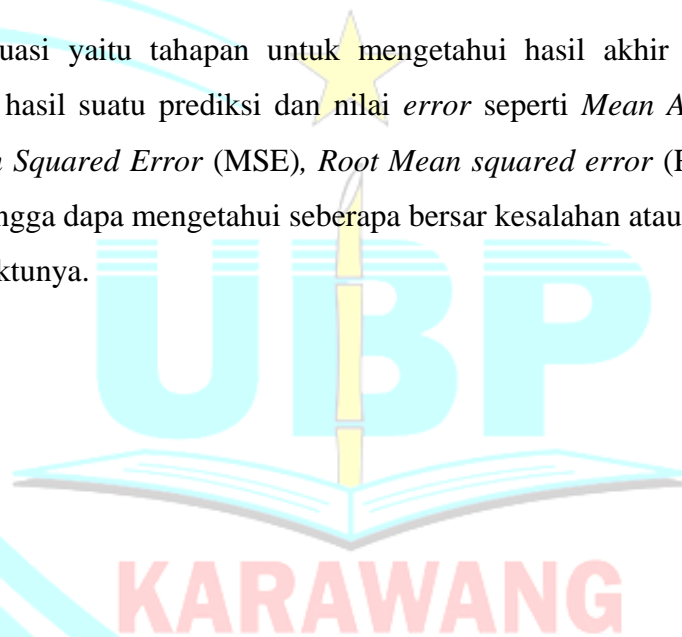 uasi yaitu tahapan untuk mengetahui hasil akhir
hasil suatu prediksi dan nilai error seperti Mean A
Squared Error (MSE), Root Mean squared error (
ngga dapa mengetahui seberapa bersar kesalahan atau
ktunya.
UBP
KARAWANG